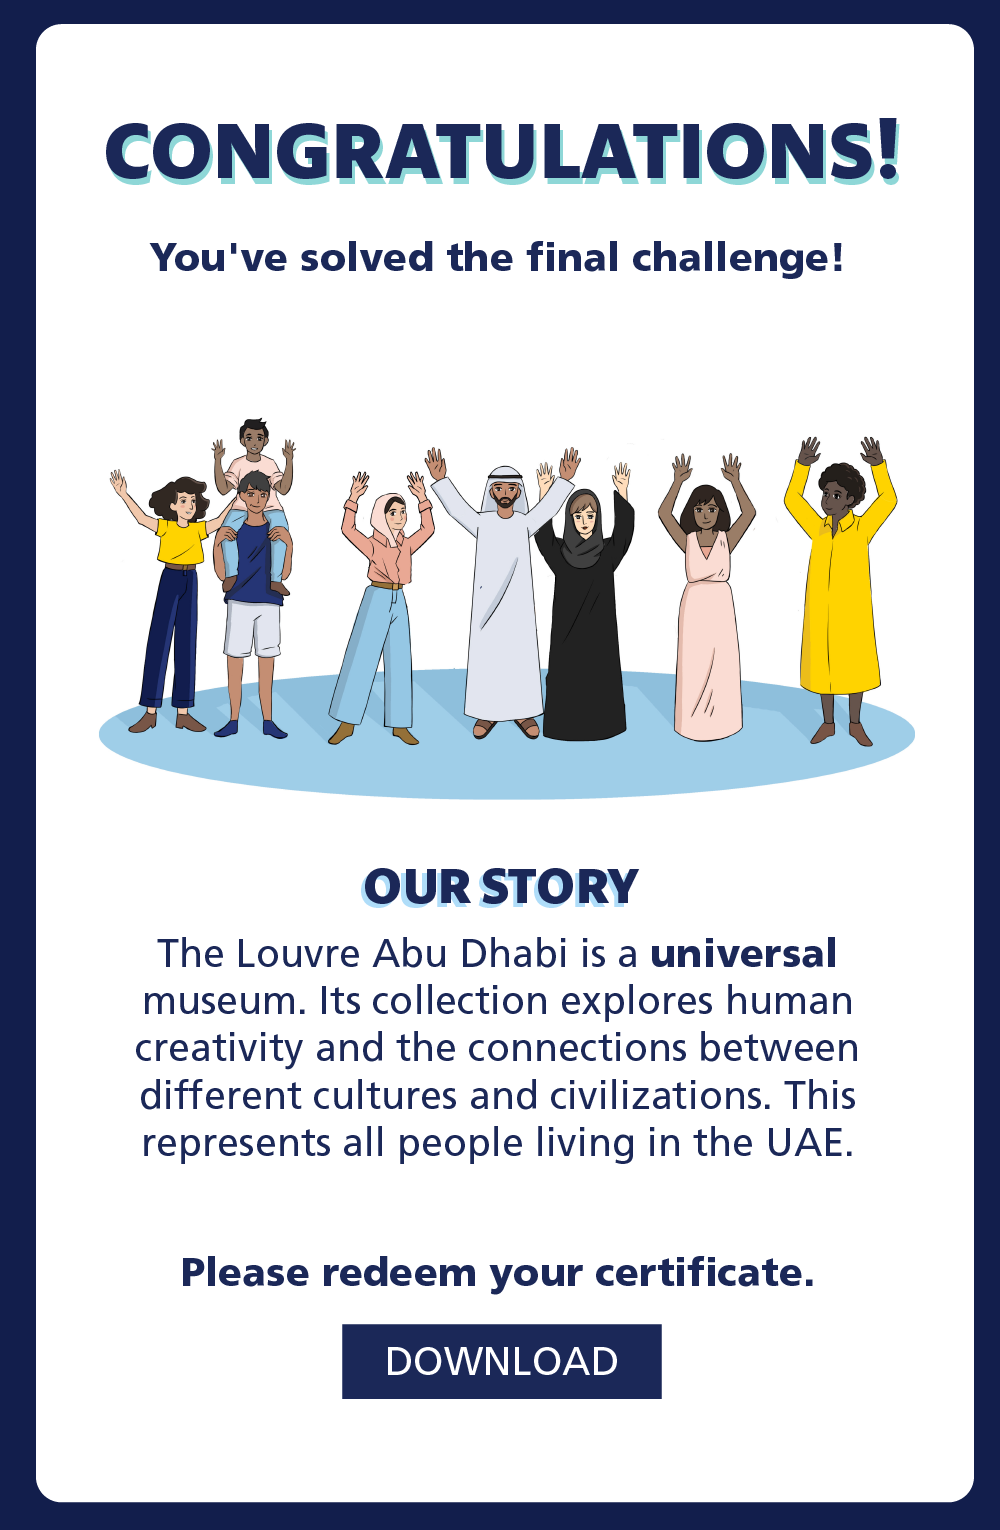 CONGRATULATIONS!
You've solved the final challenge!
OUR STORY
The Louvre Abu Dhabi is a universal
museum. Its collection explores human
creativity and the connections between
different cultures and civilizations. This
represents all people living in the UAE.
Please redeem your certificate.
DOWNLOAD